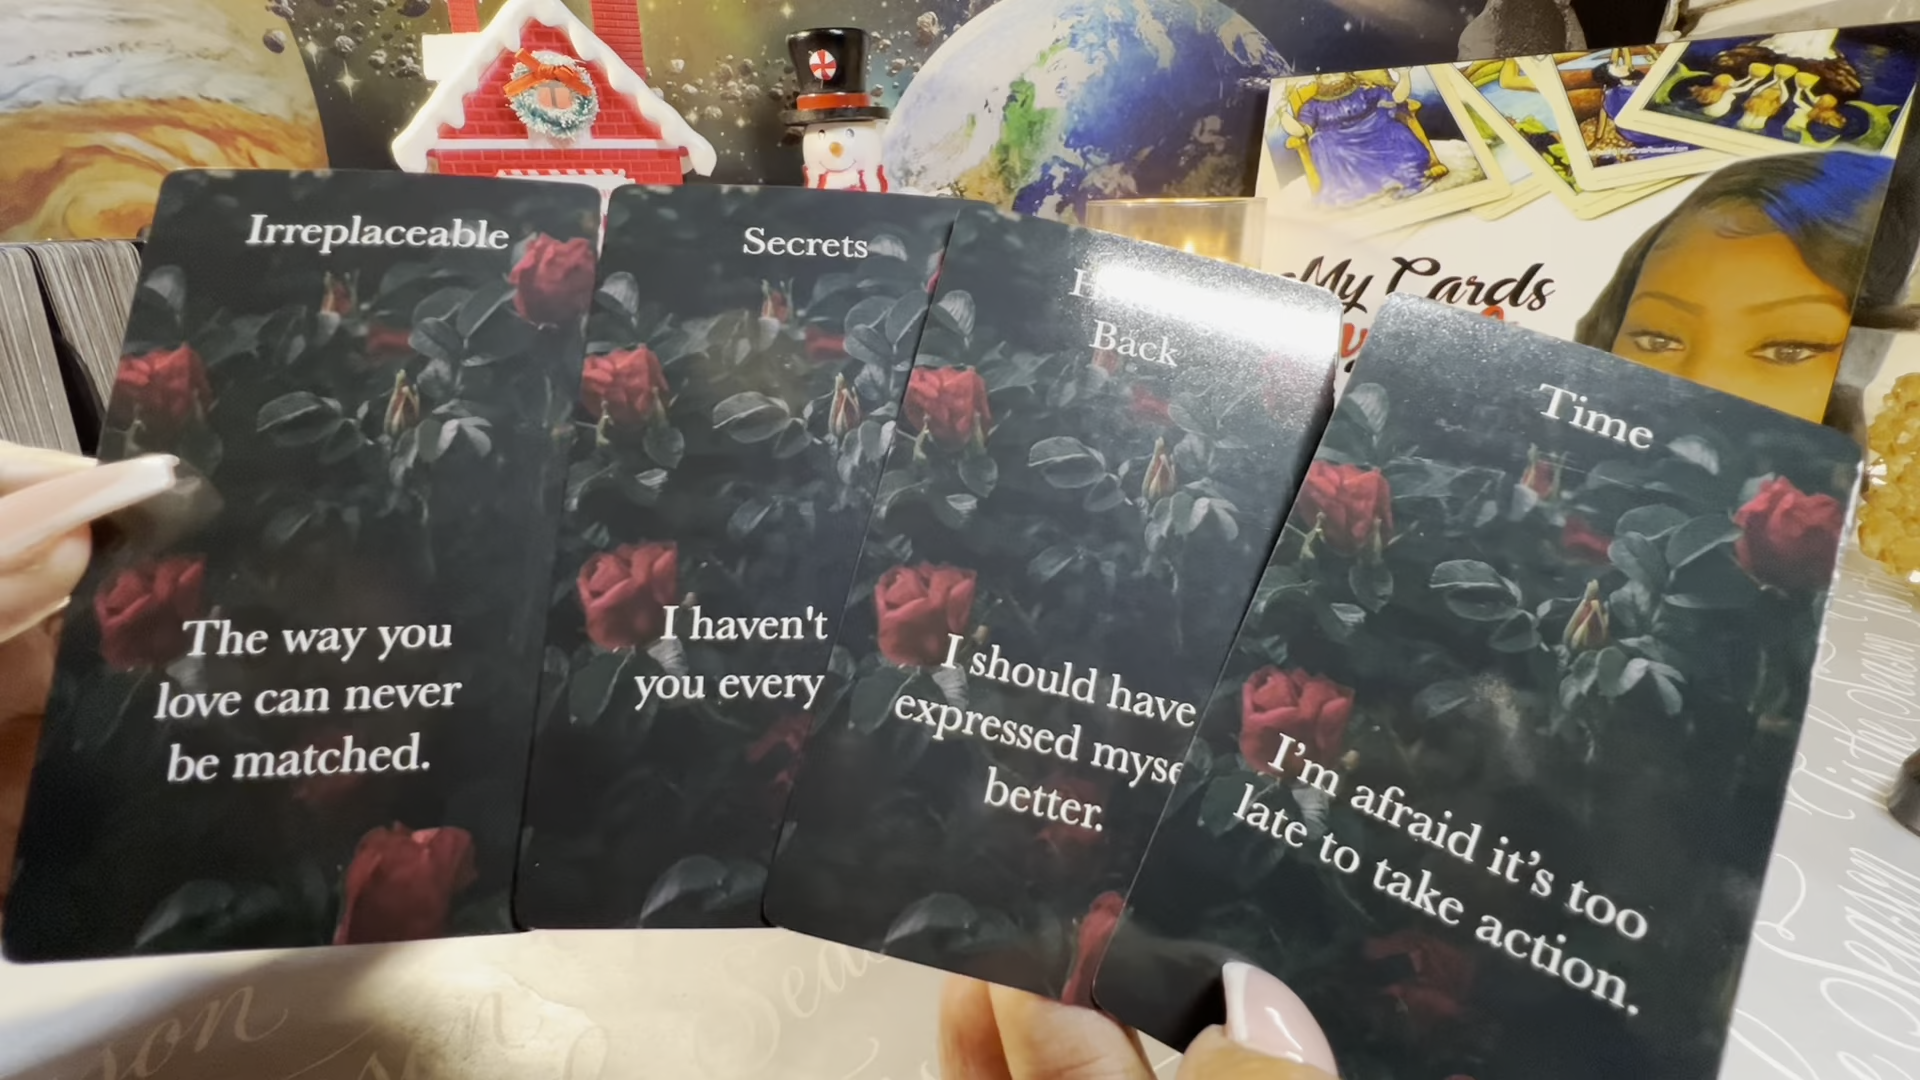 Irreplaceable
The way you
love can never
be matched.
Secrets
I haven't
you every
Back
I should have
expressed myse
better.
Time
I'm afraid it's too
late to take action.
My Cards